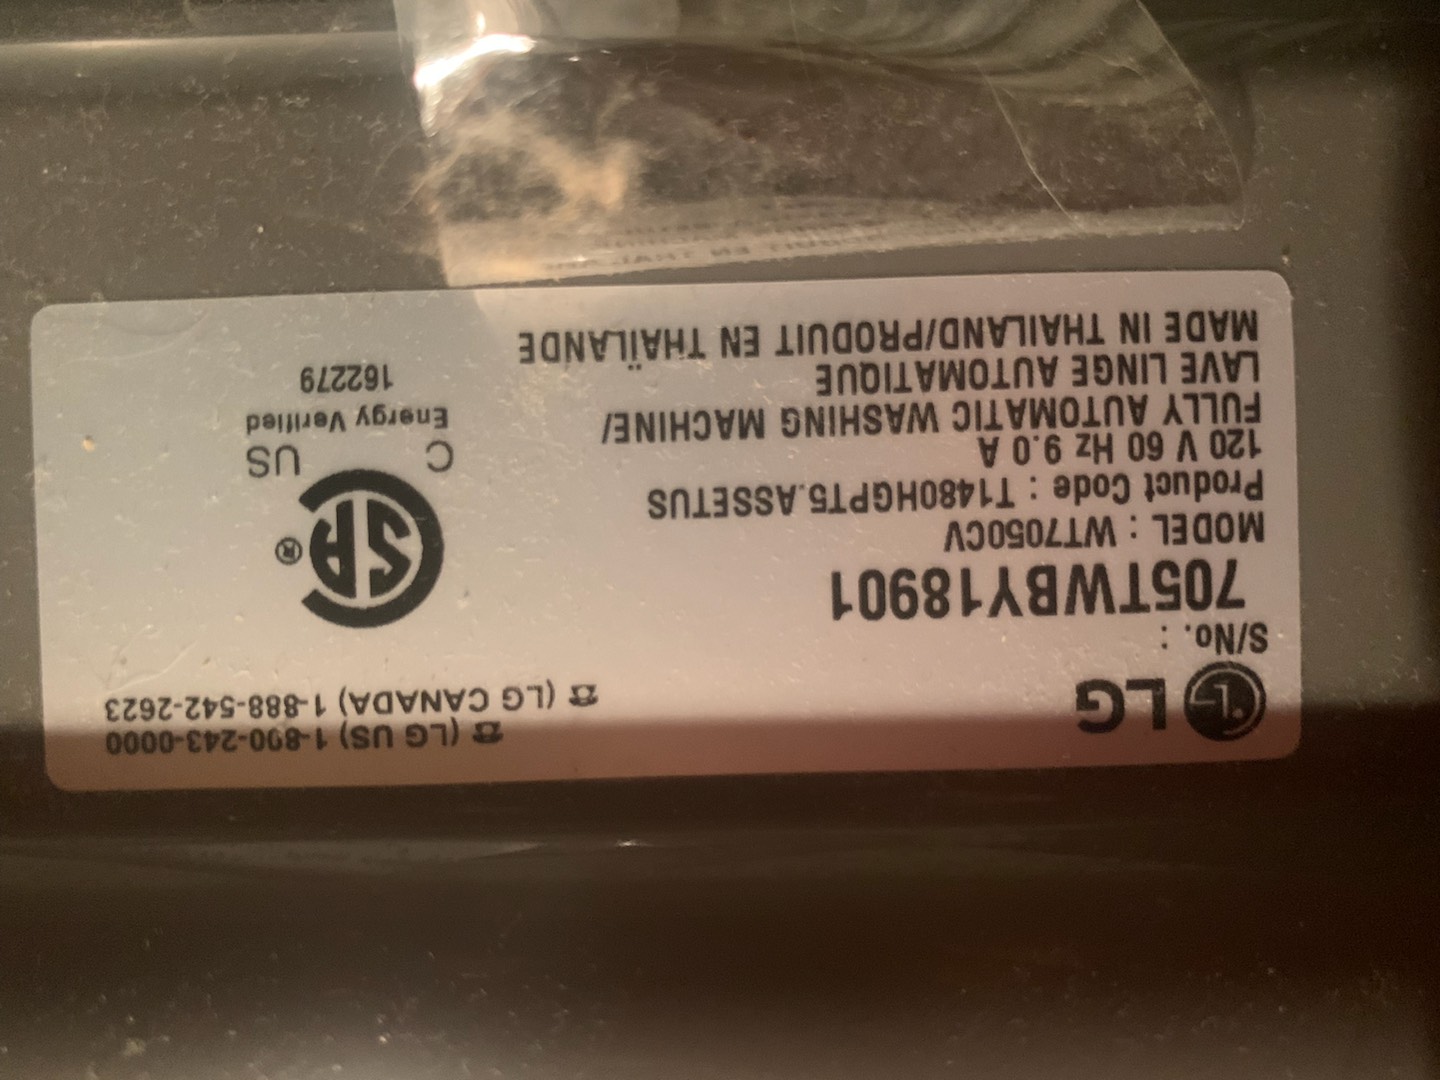 LG
☎ (LG US) 1-800-243-0000
☎ (LG CANADA) 1-888-542-2623
S/No. :
705TWBY18901
MODEL : WT7050CV
Product Code : T1480HGPT5.ASSETUS
120 V 60 Hz 9.0 A
FULLY AUTOMATIC WASHING MACHINE/
LAVE LINGE AUTOMATIQUE
MADE IN THAILAND/PRODUIT EN THAÏLANDE
SA ®
C US
Energy Verified
162279